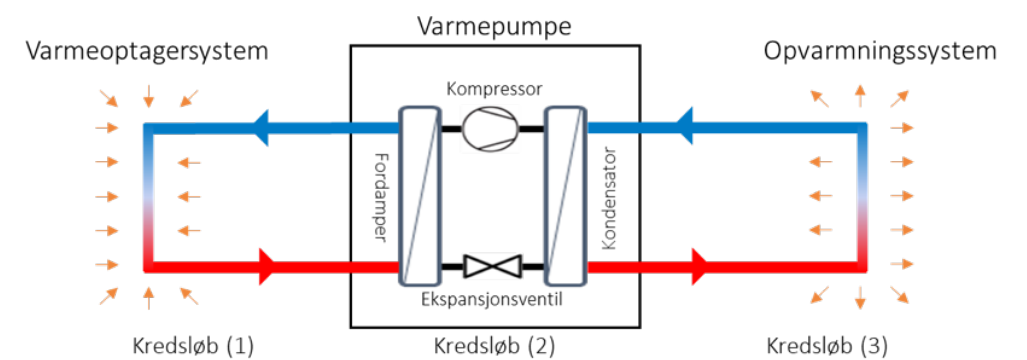 Varmepumpe
Varmeoptagersystem
Opvarmningssystem
Kompressor
Fordamper
Kondensator
Ekspansjonsventil
Kredsløb (1)
Kredsløb (2)
Kredsløb (3)